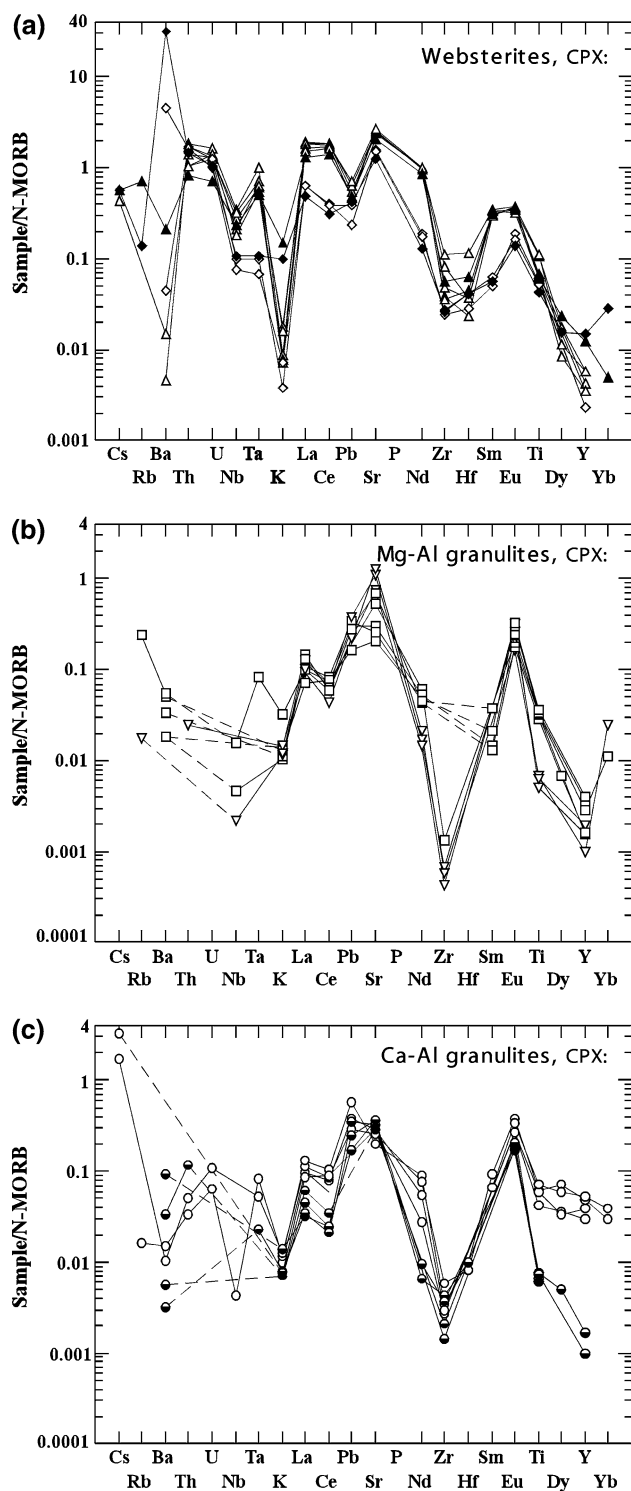 (a)
Websterites, CPX:
Sample/N-MORB
40
10
1
0.1
0.01
0.001
Cs Ba U Ta La Pb P Zr Sm Ti Y
Rb Th Nb K Ce Sr Nd Hf Eu Dy Yb
(b)
Mg-Al granulites, CPX:
Sample/N-MORB
4
1
0.1
0.01
0.001
0.0001
Cs Ba U Ta La Pb P Zr Sm Ti Y
Rb Th Nb K Ce Sr Nd Hf Eu Dy Yb
(c)
Ca-Al granulites, CPX:
Sample/N-MORB
4
1
0.1
0.01
0.001
0.0001
Cs Ba U Ta La Pb P Zr Sm Ti Y
Rb Th Nb K Ce Sr Nd Hf Eu Dy Yb